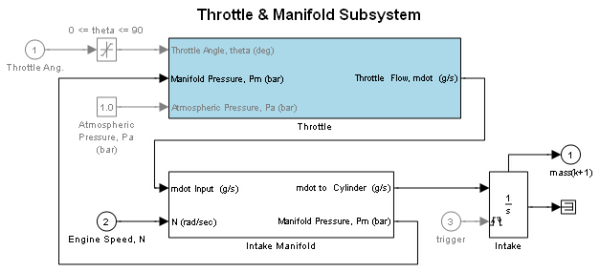 Throttle & Manifold Subsystem
0 <= theta <= 90
1
Throttle Ang.
Throttle Angle, theta (deg)
Manifold Pressure, Pm (bar)
Throttle Flow, mdot (g/s)
1.0
Atmospheric Pressure, Pa (bar)
Atmospheric
Pressure, Pa
(bar)
Throttle
mdot Input (g/s)
mdot to Cylinder (g/s)
2
N (rad/sec)
Manifold Pressure, Pm (bar)
Engine Speed, N
Intake Manifold
1
mass(k+1)
1
s
3
trigger
Intake